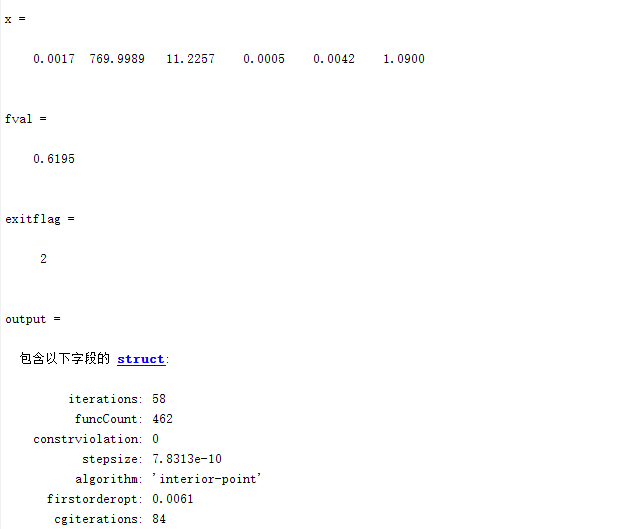 x =
0.0017 769.9989 11.2257 0.0005 0.0042 1.0900
fval =
0.6195
exitflag =
2
output =
包含以下字段的 struct:
iterations: 58
funcCount: 462
constrviolation: 0
stepsize: 7.8313e-10
algorithm: 'interior-point'
firstorderopt: 0.0061
cgiterations: 84